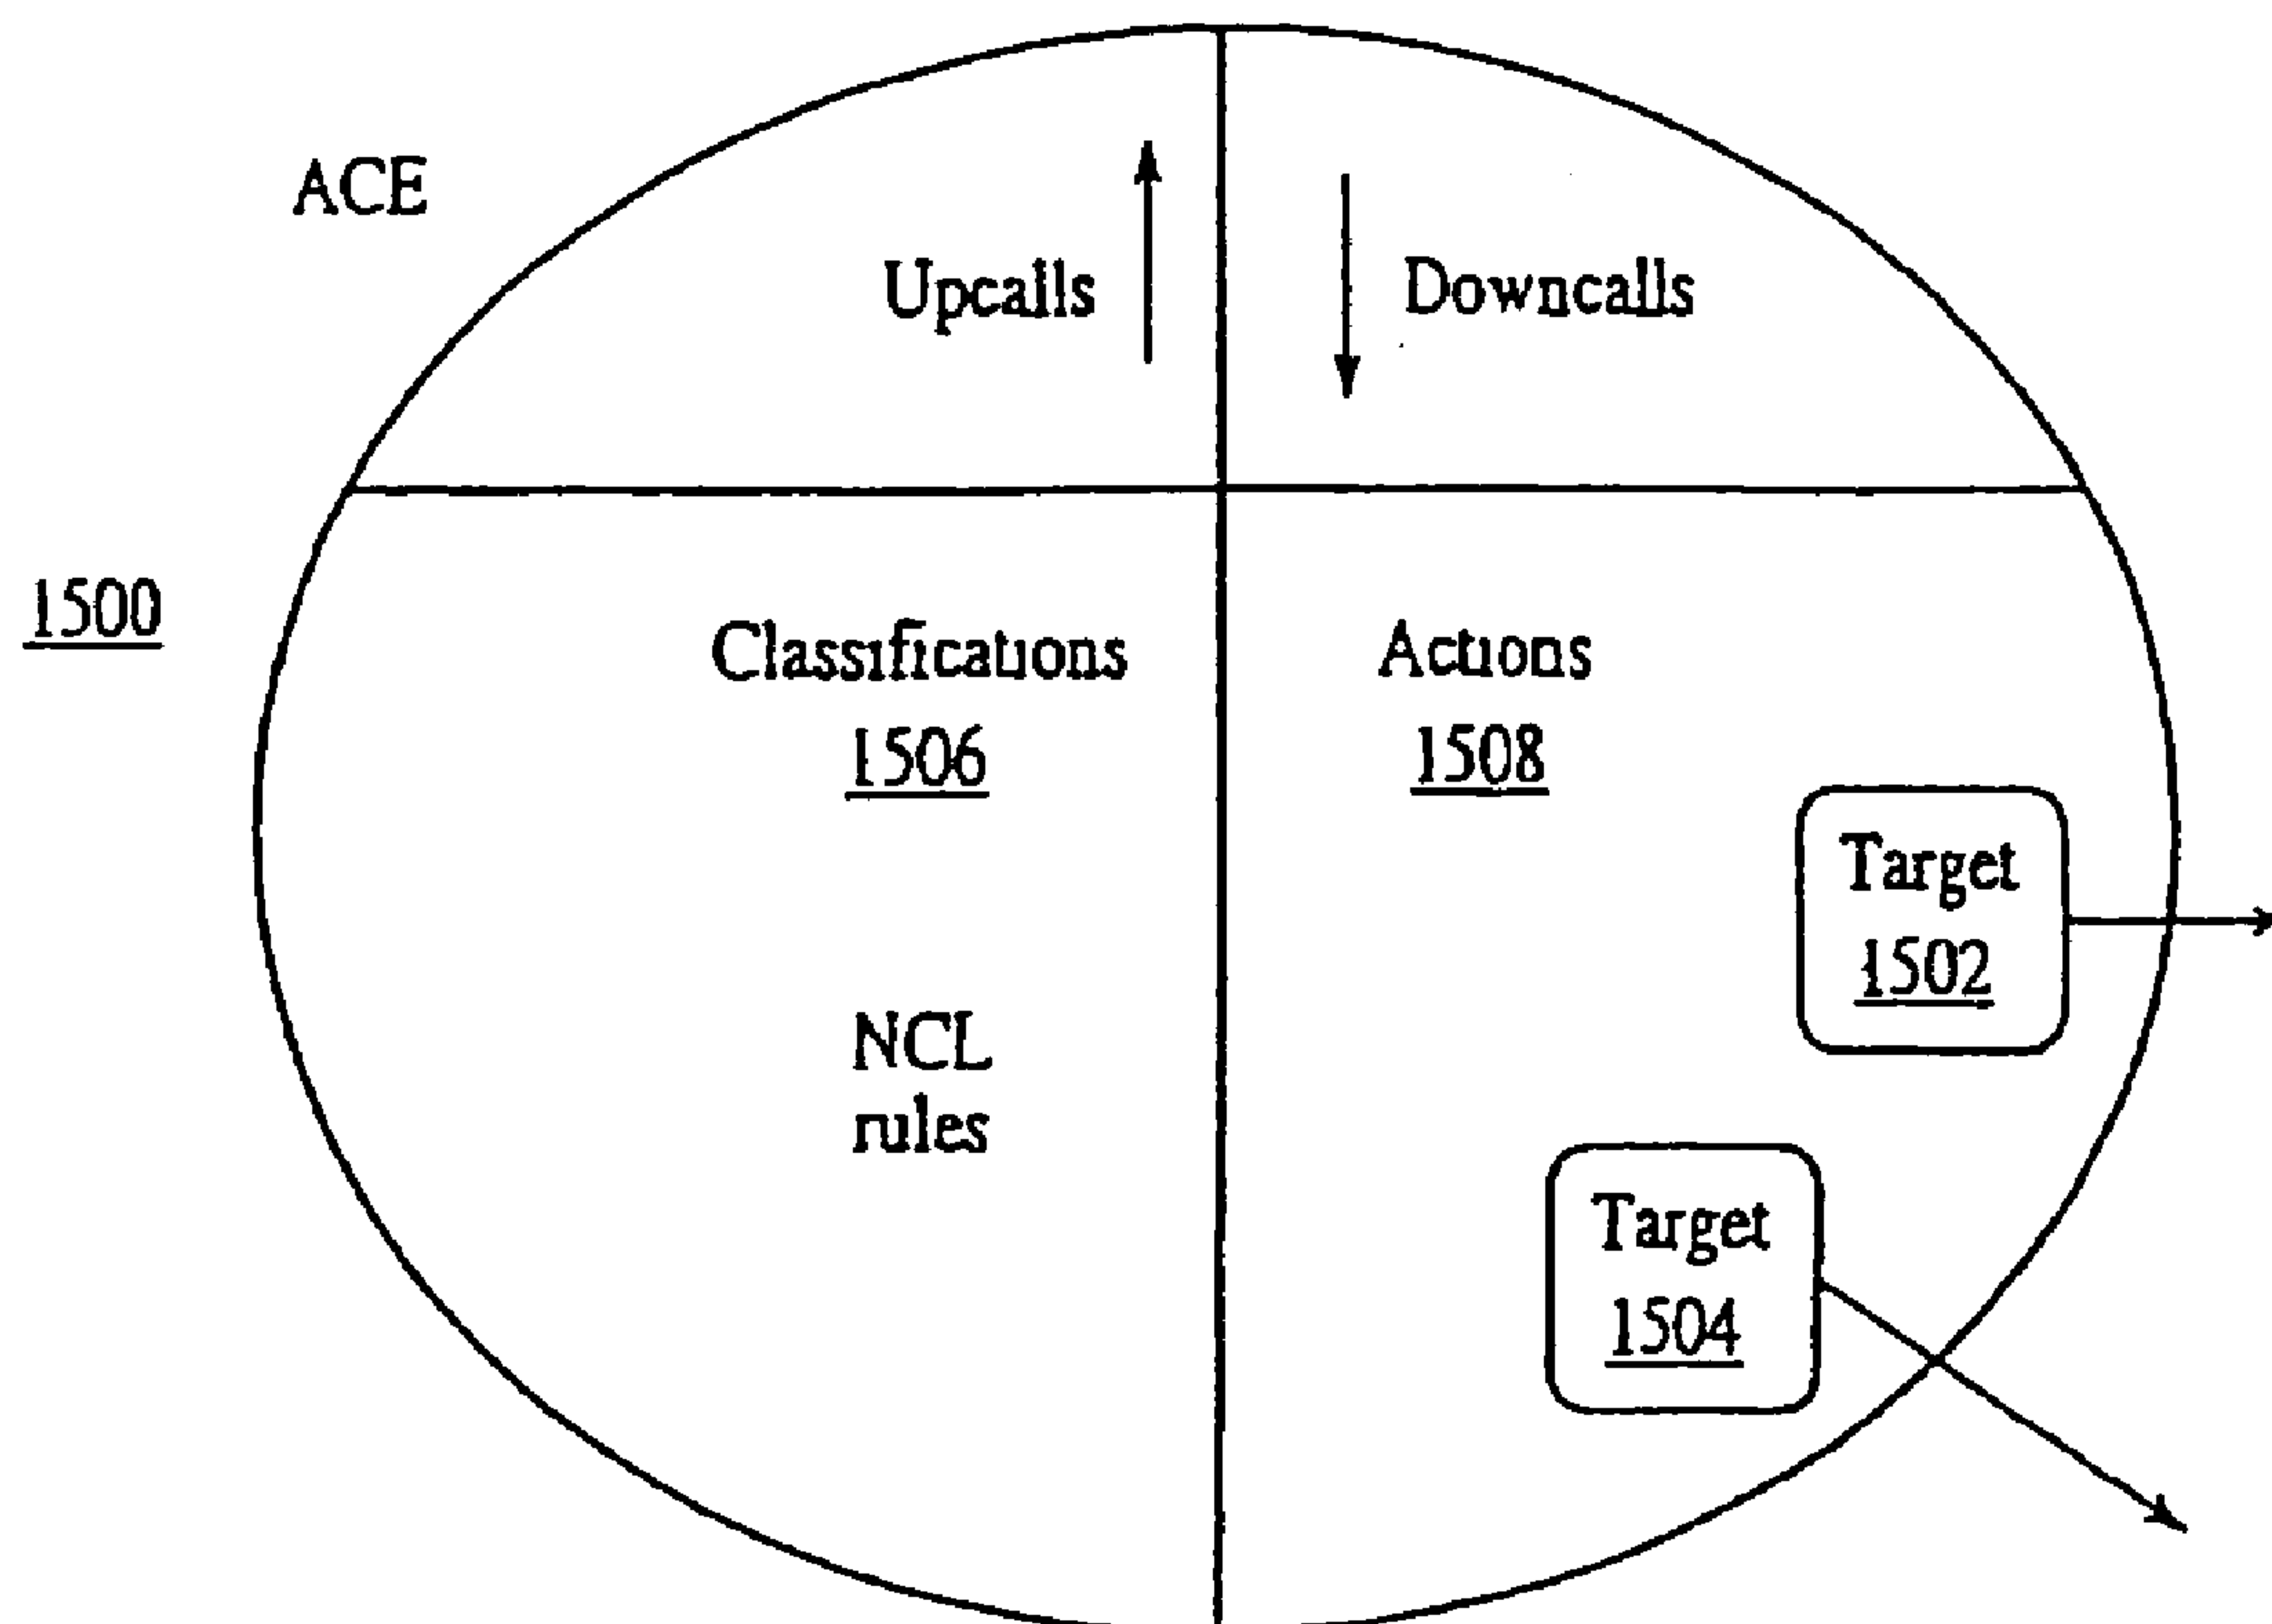 ACE
Upcalls
Downcalls
1500
Classifications
1506
Actions
1508
Target
1502
NCL
rules
Target
1504